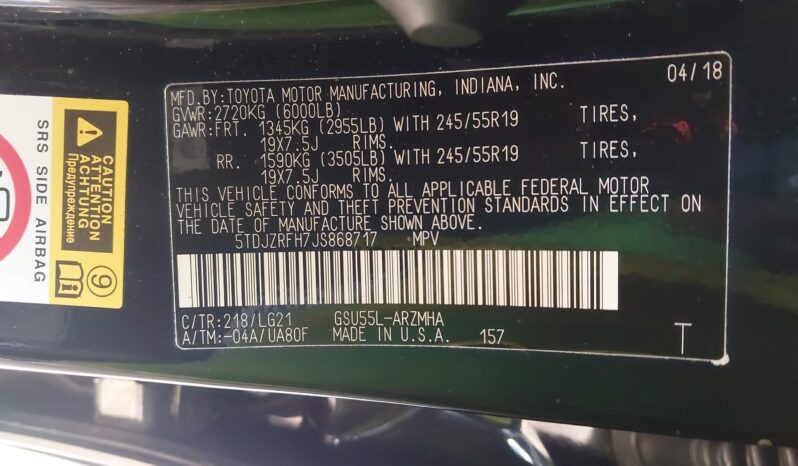 04/18
MFD.BY:TOYOTA MOTOR MANUFACTURING, INDIANA, INC.
GVWR:2720KG (6000LB)
GAWR:FRT. 1345KG (2955LB) WITH 245/55R19 TIRES,
19X7.5J RIMS.
RR. 1590KG (3505LB) WITH 245/55R19 TIRES,
19X7.5J RIMS.
THIS VEHICLE CONFORMS TO ALL APPLICABLE FEDERAL MOTOR
VEHICLE SAFETY AND THEFT PREVENTION STANDARDS IN EFFECT ON
THE DATE OF MANUFACTURE SHOWN ABOVE.
5TDJZRFH7JS868717 MPV
C/TR:218/LG21 GSU55L-ARZMHA
A/TM:-04A/UA80F MADE IN U.S.A. 157 T
CAUTION
ATTENTION
ACHTUNG
Предупреждение
9
SRS SIDE AIRBAG